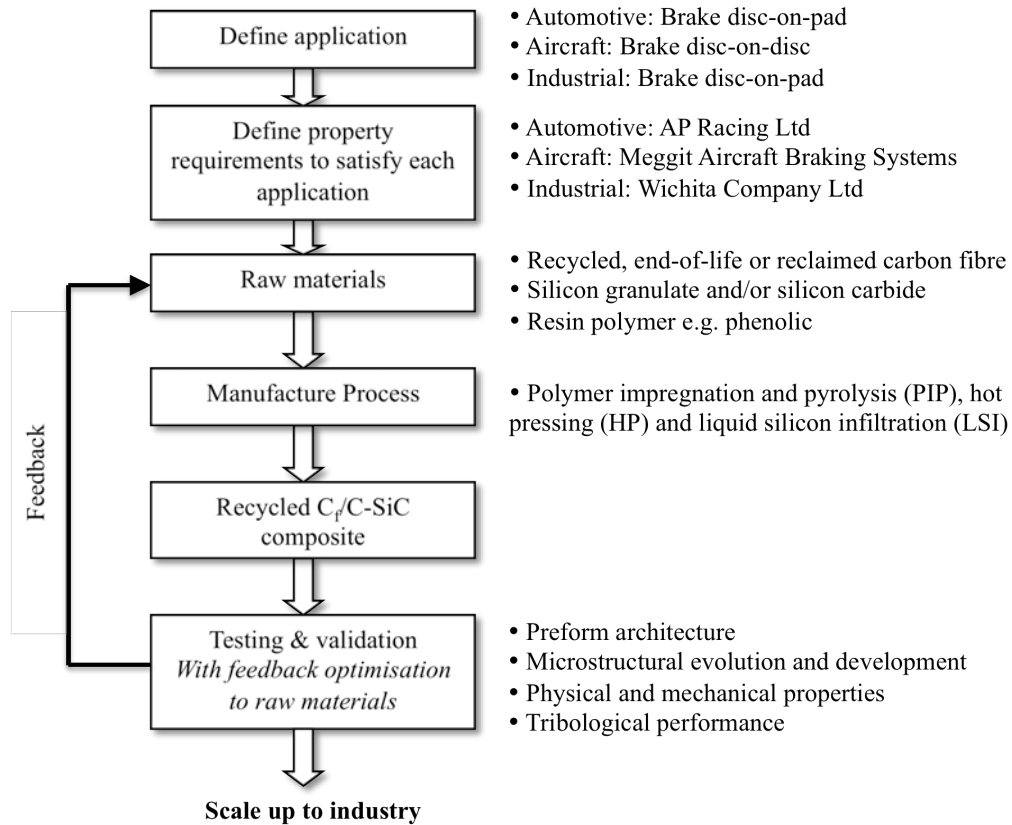 Define application
• Automotive: Brake disc-on-pad
• Aircraft: Brake disc-on-disc
• Industrial: Brake disc-on-pad
Define property
requirements to satisfy each
application
• Automotive: AP Racing Ltd
• Aircraft: Meggit Aircraft Braking Systems
• Industrial: Wichita Company Ltd
Raw materials
• Recycled, end-of-life or reclaimed carbon fibre
• Silicon granulate and/or silicon carbide
• Resin polymer e.g. phenolic
Manufacture Process
• Polymer impregnation and pyrolysis (PIP), hot
pressing (HP) and liquid silicon infiltration (LSI)
Feedback
Recycled Cf/C-SiC
composite
Testing & validation
With feedback optimisation
to raw materials
• Preform architecture
• Microstructural evolution and development
• Physical and mechanical properties
• Tribological performance
Scale up to industry